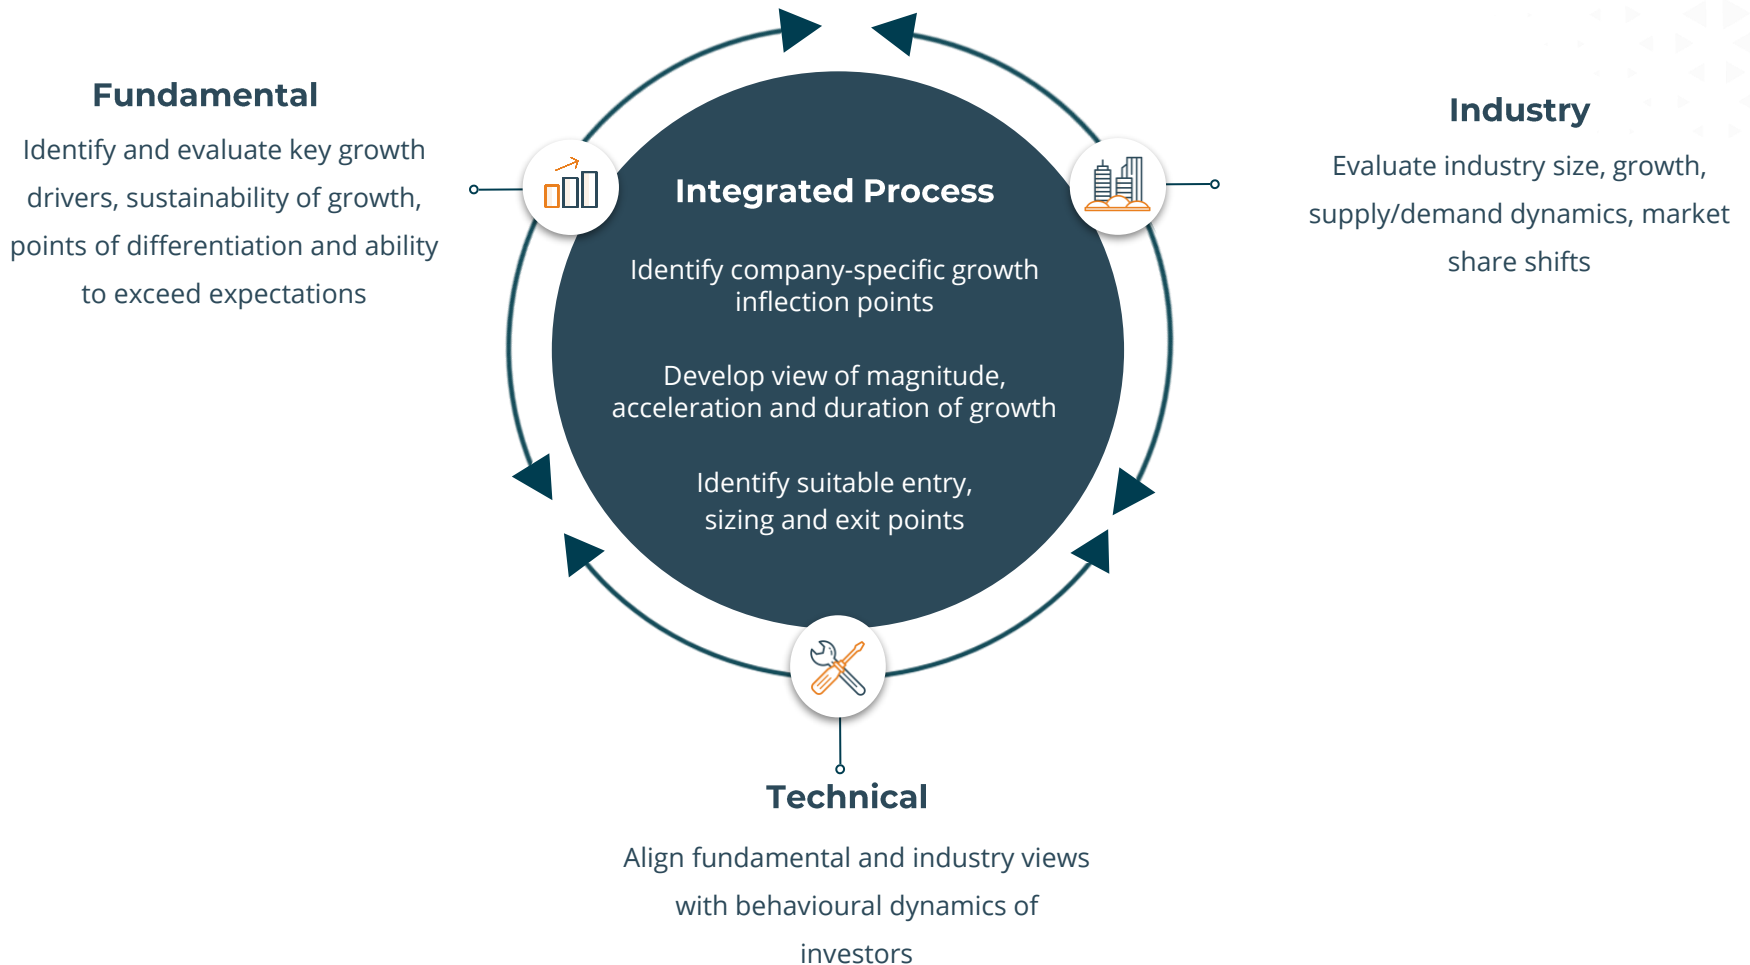 Fundamental
Identify and evaluate key growth
drivers, sustainability of growth,
points of differentiation and ability
to exceed expectations
Integrated Process
Identify company-specific growth
inflection points
Develop view of magnitude,
acceleration and duration of growth
Identify suitable entry,
sizing and exit points
Industry
Evaluate industry size, growth,
supply/demand dynamics, market
share shifts
Technical
Align fundamental and industry views
with behavioural dynamics of
investors